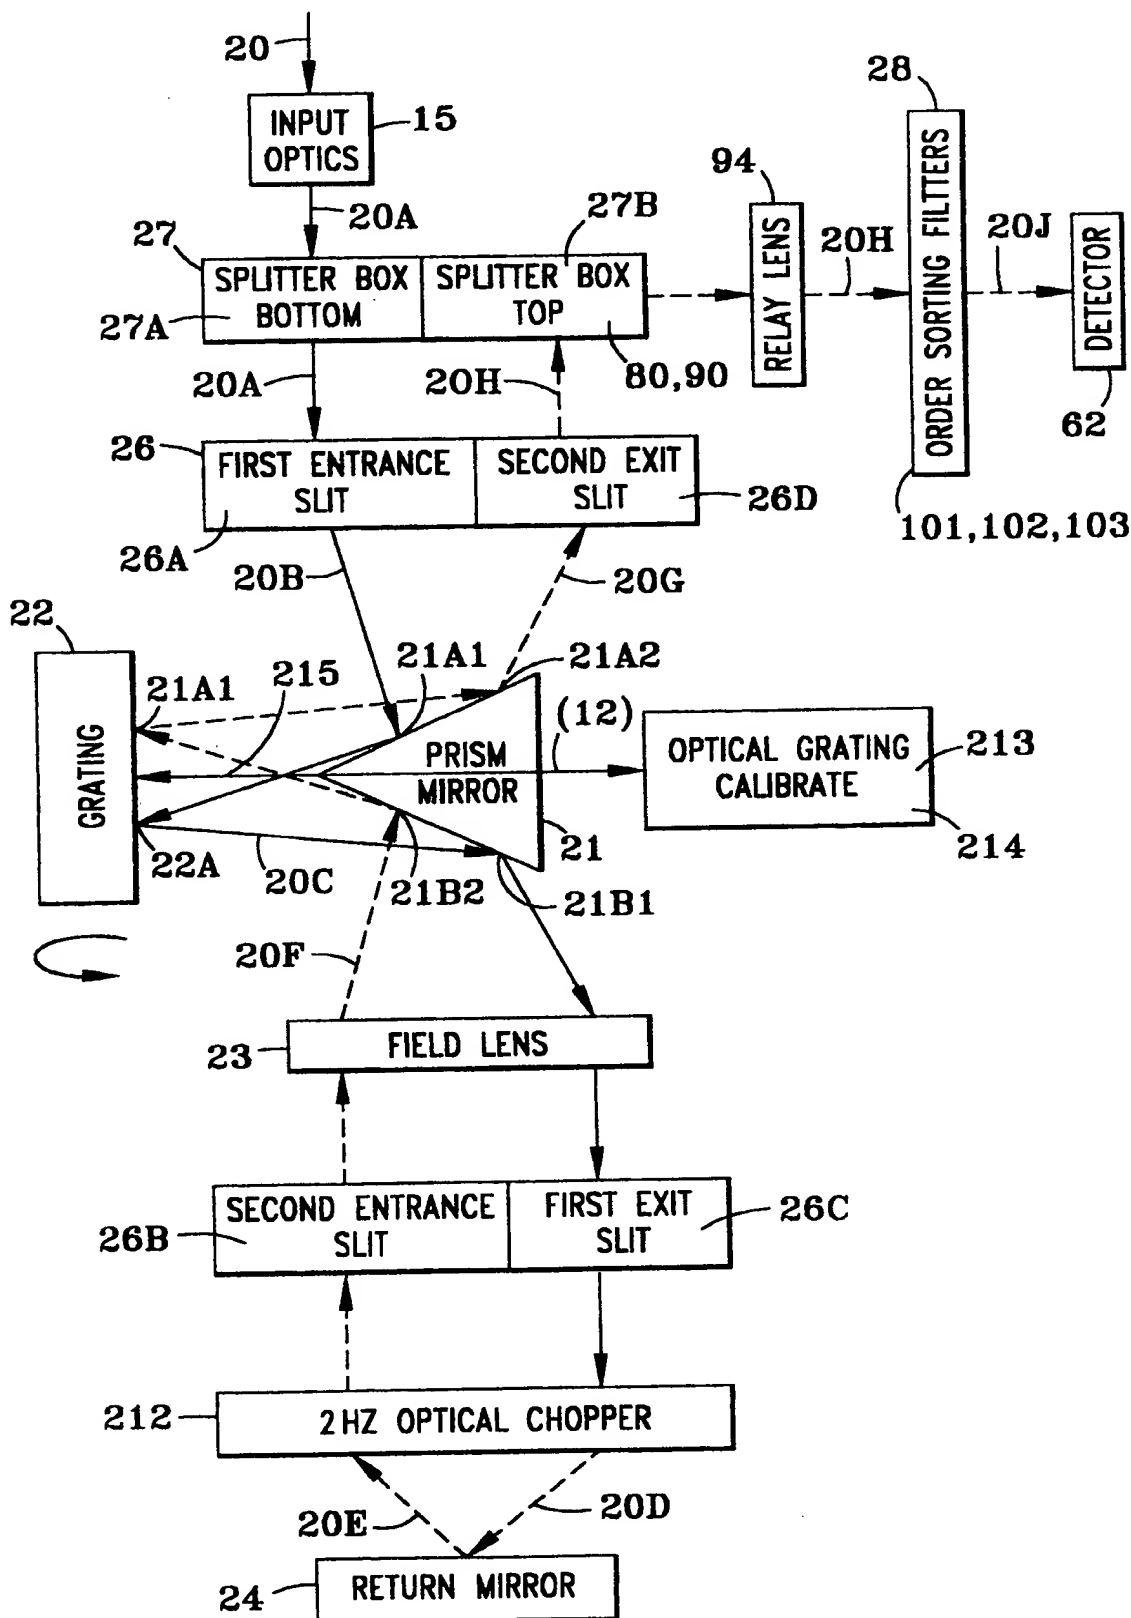 20
INPUT
OPTICS
15
28
20A
94
27B
27
SPLITTER BOX
BOTTOM
SPLITTER BOX
TOP
27A
RELAY LENS
20H
ORDER SORTING FILTTERS
20J
DETECTOR
20A
20H
80,90
62
26
FIRST ENTRANCE
SLIT
SECOND EXIT
SLIT
26D
26A
101,102,103
20B
20G
22
21A1
215
21A1
21A2
(12)
GRATING
PRISM
MIRROR
OPTICAL GRATING
CALIBRATE
213
21
214
22A
20C
21B2
21B1
20F
23
FIELD LENS
SECOND ENTRANCE
SLIT
FIRST EXIT
SLIT
26C
26B
212
2 HZ OPTICAL CHOPPER
20E
20D
24
RETURN MIRROR